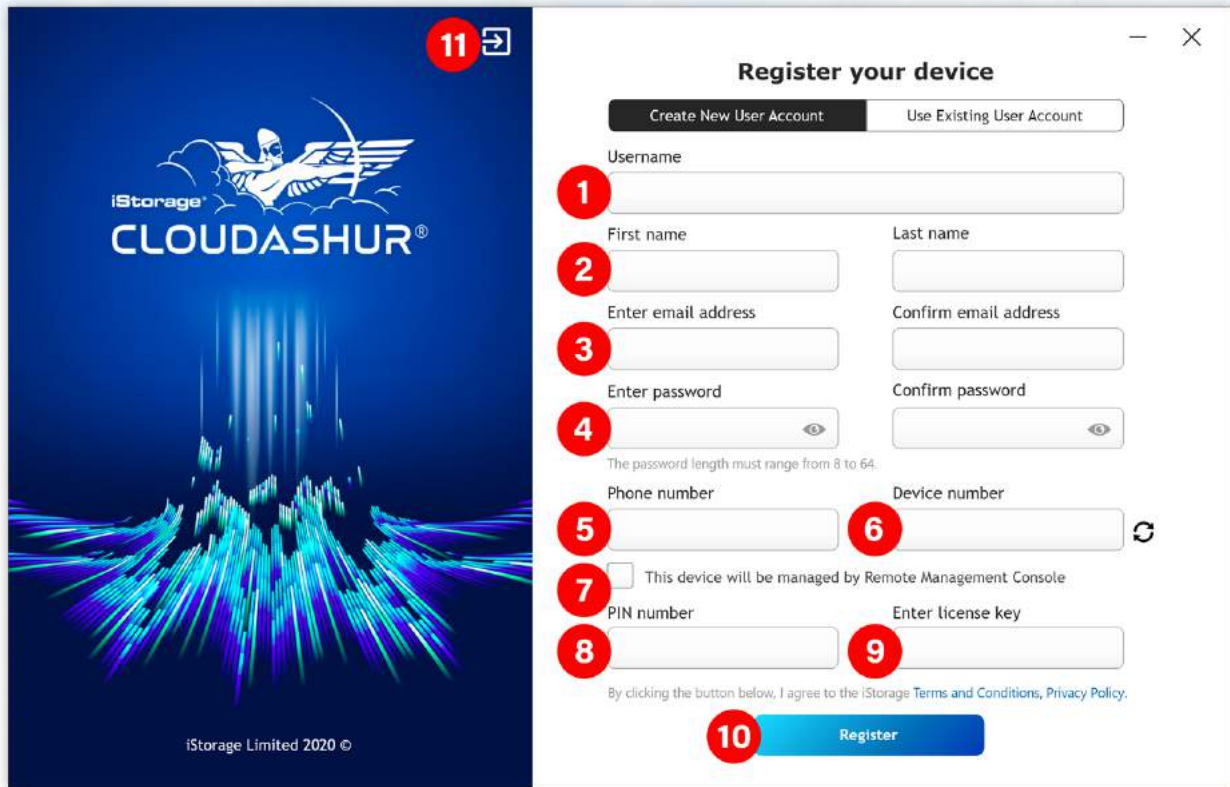 11
iStorage®
CLOUDASHUR®
iStorage Limited 2020 ©
Register your device
Create New User Account Use Existing User Account
Username
1
First name Last name
2
Enter email address Confirm email address
3
Enter password Confirm password
4
The password length must range from 8 to 64.
Phone number Device number
5 6
This device will be managed by Remote Management Console
7
PIN number Enter license key
8 9
By clicking the button below, I agree to the iStorage Terms and Conditions, Privacy Policy.
10 Register